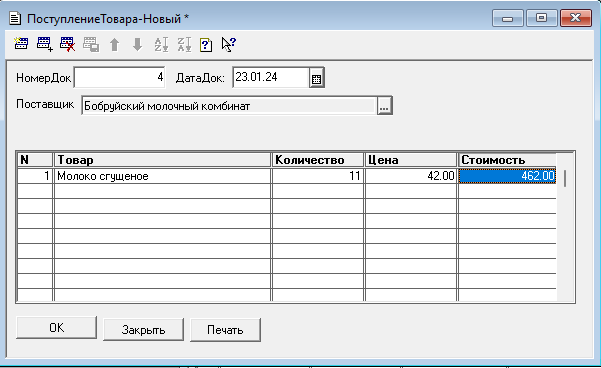 ПоступлениеТовара-Новый *
НомерДок 4 ДатаДок: 23.01.24
Поставщик Бобруйский молочный комбинат ...
N Товар Количество Цена Стоимость
1 Молоко сгущеное 11 42.00 462.00
OK Закрыть Печать